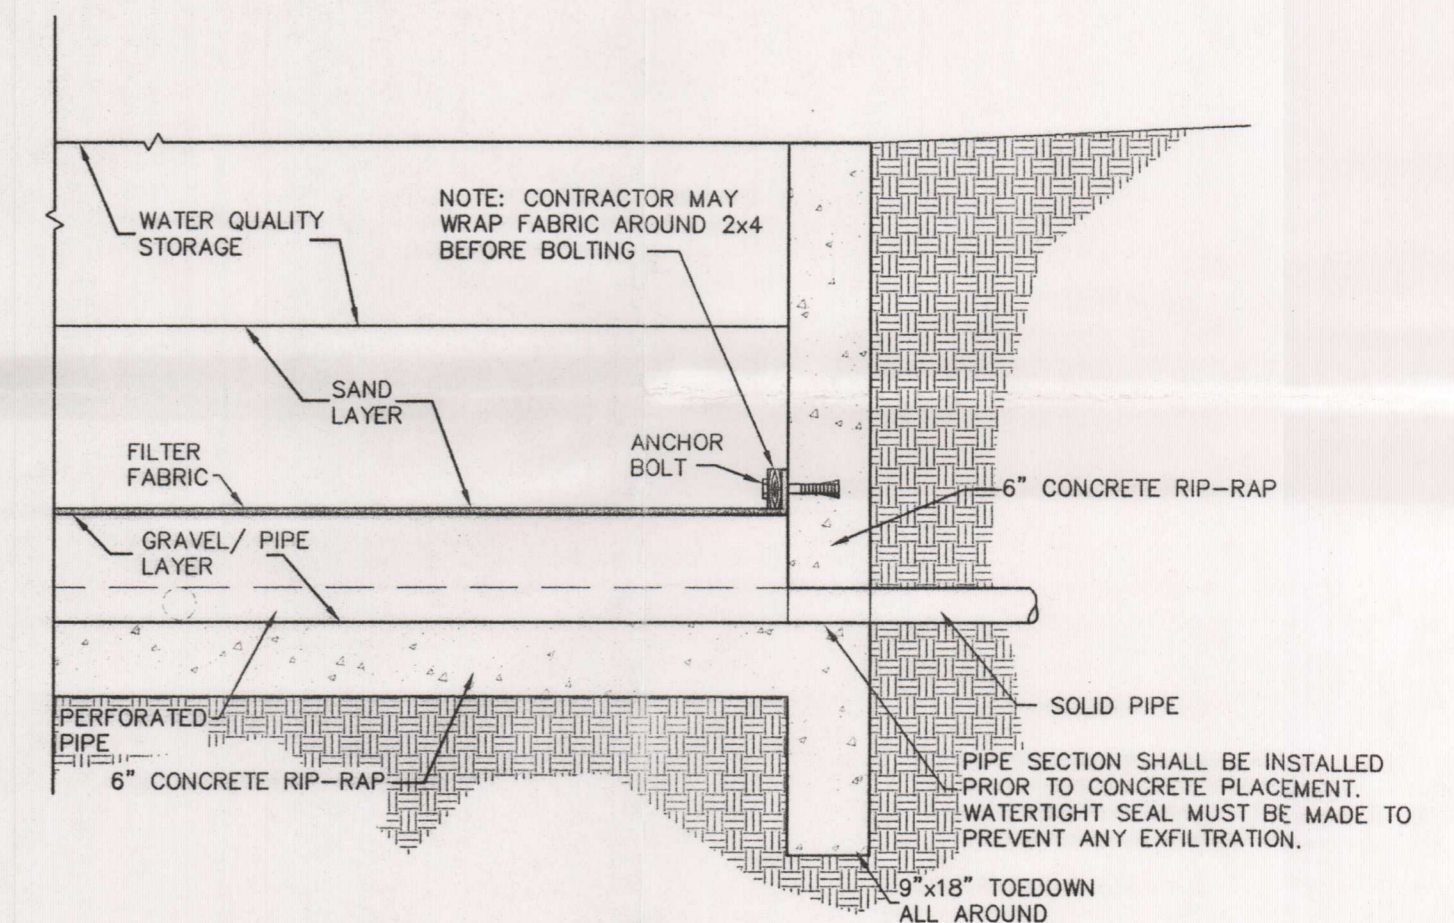 NOTE: CONTRACTOR MAY
WRAP FABRIC AROUND 2x4
BEFORE BOLTING
WATER QUALITY
STORAGE
SAND
LAYER
FILTER
FABRIC
ANCHOR
BOLT
6" CONCRETE RIP-RAP
GRAVEL/ PIPE
LAYER
SOLID PIPE
PERFORATED
PIPE
6" CONCRETE RIP-RAP
PIPE SECTION SHALL BE INSTALLED
PRIOR TO CONCRETE PLACEMENT.
WATERTIGHT SEAL MUST BE MADE TO
PREVENT ANY EXFILTRATION.
9"x18" TOEDOWN
ALL AROUND